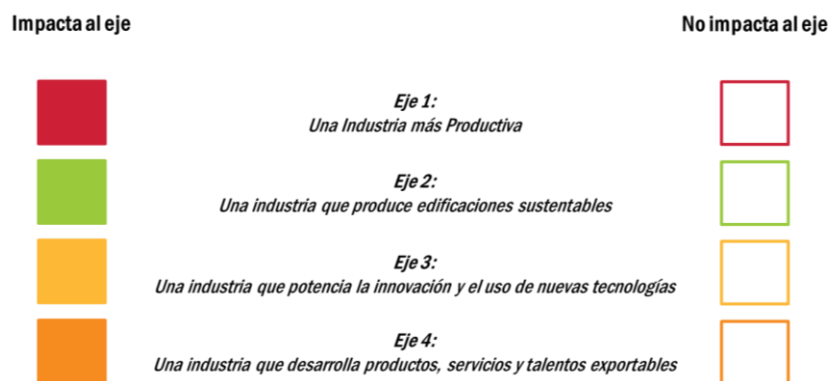 Impacta al eje
No impacta al eje
Eje 1:
Una Industria más Productiva
Eje 2:
Una industria que produce edificaciones sustentables
Eje 3:
Una industria que potencia la innovación y el uso de nuevas tecnologías
Eje 4:
Una industria que desarrolla productos, servicios y talentos exportables